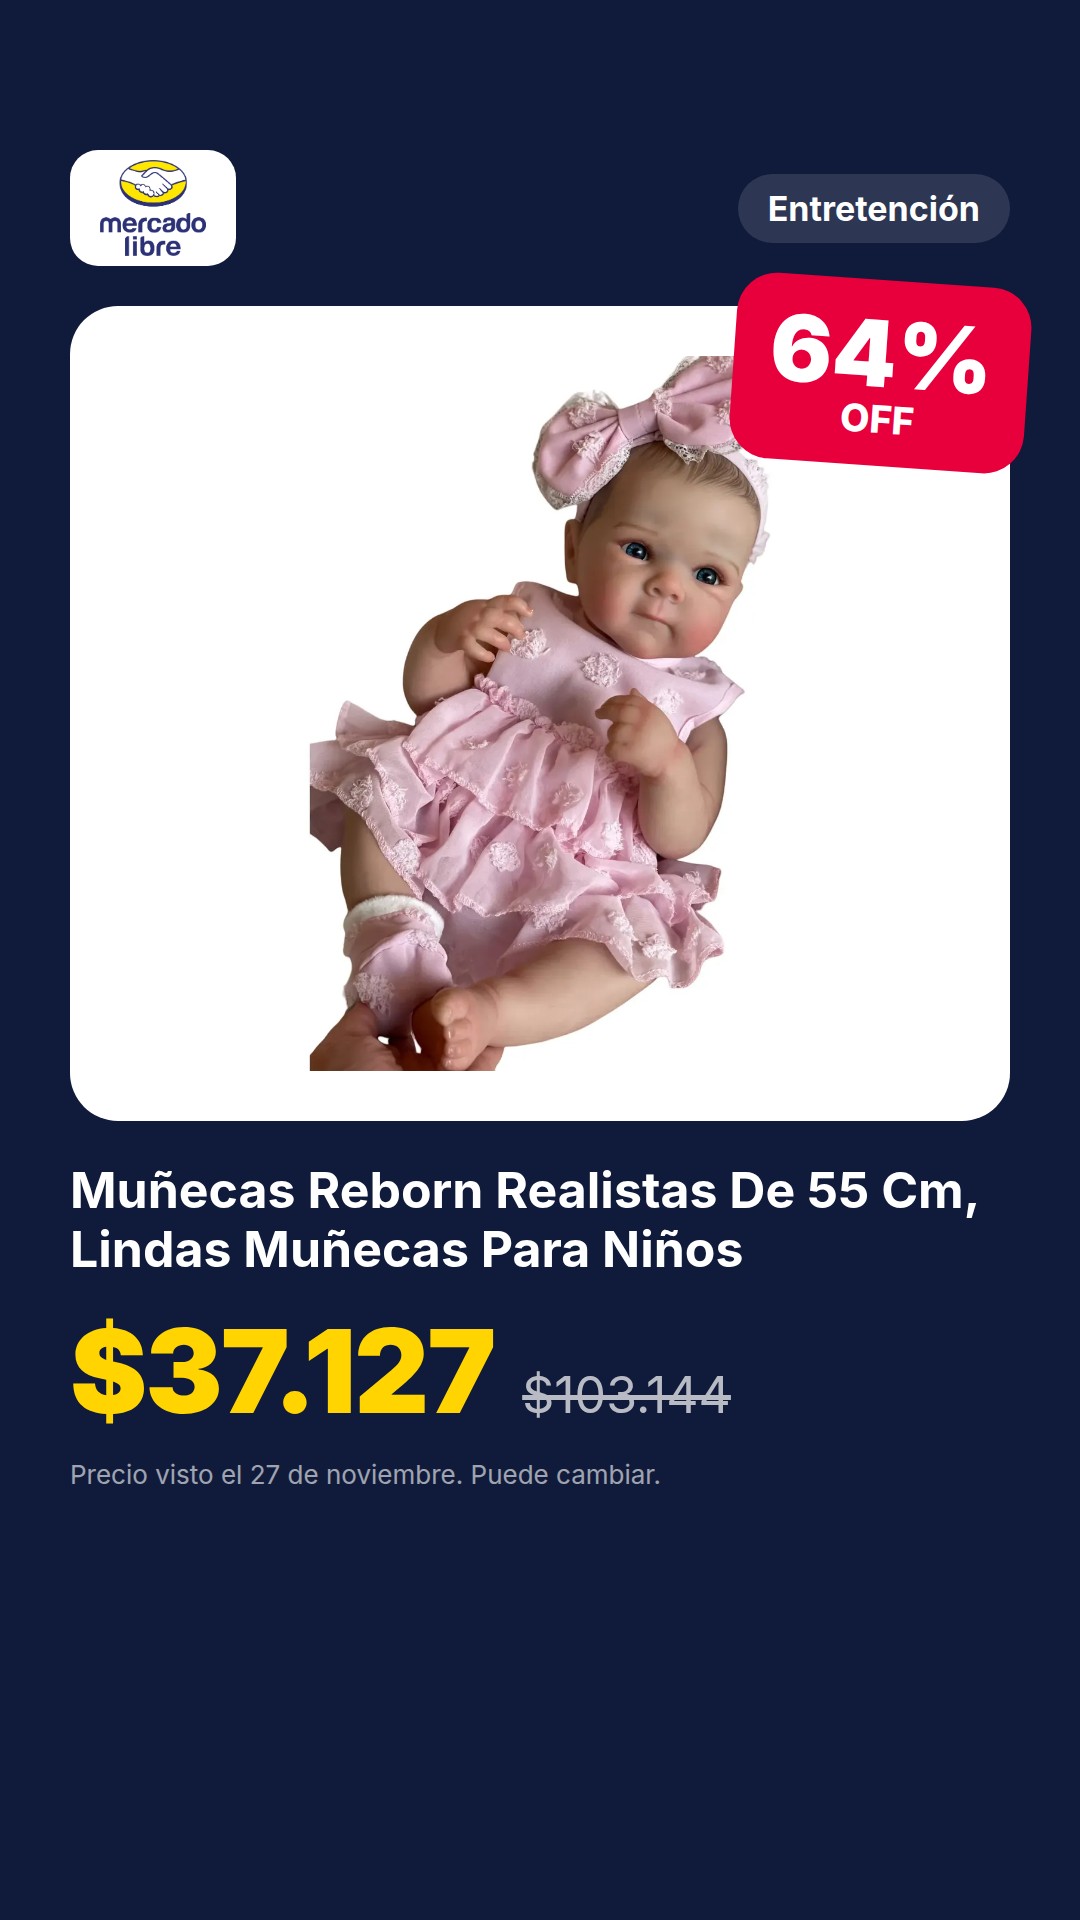 mercado
libre
Entretención
64%
OFF
Muñecas Reborn Realistas De 55 Cm,
Lindas Muñecas Para Niños
$37.127 $103.144
Precio visto el 27 de noviembre. Puede cambiar.